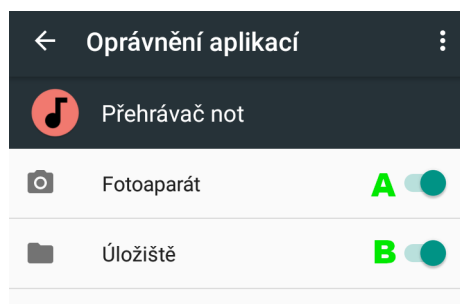 Oprávnění aplikací
Přehrávač not
Fotoaparát A
Úložiště B